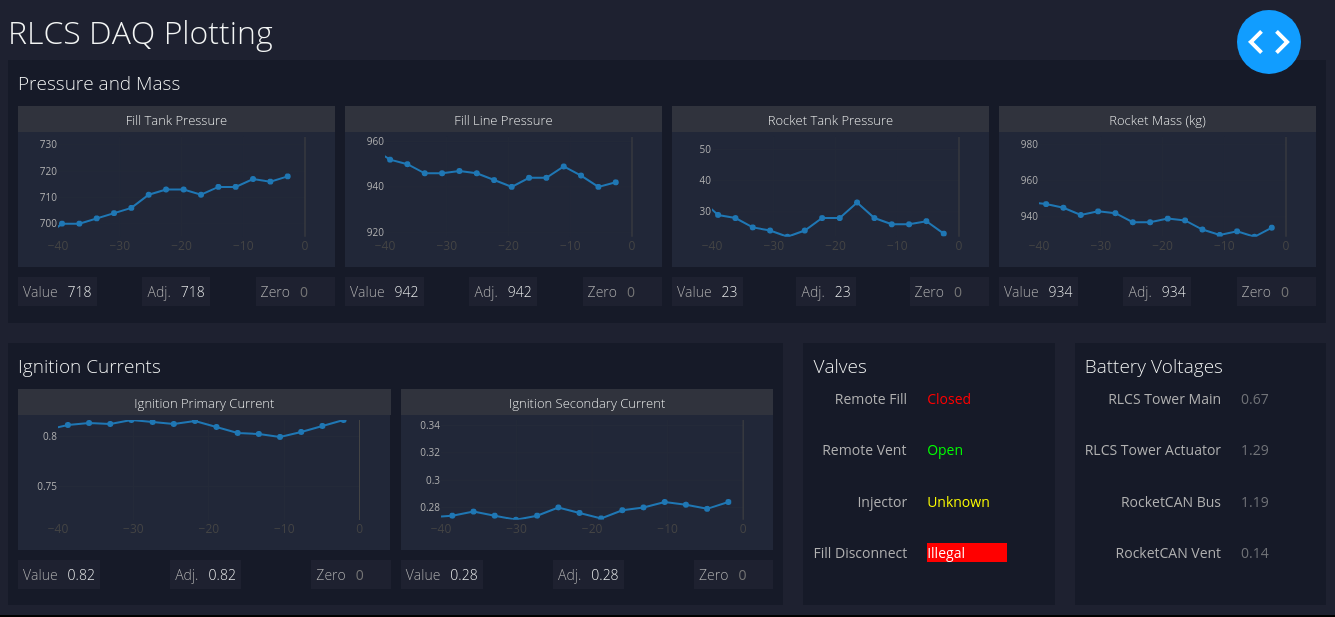 RLCS DAQ Plotting
Pressure and Mass
Fill Tank Pressure
730
720
710
700
−40 −30 −20 −10 0
Value 718 Adj. 718 Zero 0
Fill Line Pressure
960
940
920
−40 −30 −20 −10 0
Value 942 Adj. 942 Zero 0
Rocket Tank Pressure
50
40
30
−40 −30 −20 −10 0
Value 23 Adj. 23 Zero 0
Rocket Mass (kg)
980
960
940
−40 −30 −20 −10 0
Value 934 Adj. 934 Zero 0
Ignition Currents
Ignition Primary Current
0.8
0.75
−40 −30 −20 −10 0
Value 0.82 Adj. 0.82 Zero 0
Ignition Secondary Current
0.34
0.32
0.3
0.28
−40 −30 −20 −10 0
Value 0.28 Adj. 0.28 Zero 0
Valves
Remote Fill Closed
Remote Vent Open
Injector Unknown
Fill Disconnect Illegal
Battery Voltages
RLCS Tower Main 0.67
RLCS Tower Actuator 1.29
RocketCAN Bus 1.19
RocketCAN Vent 0.14